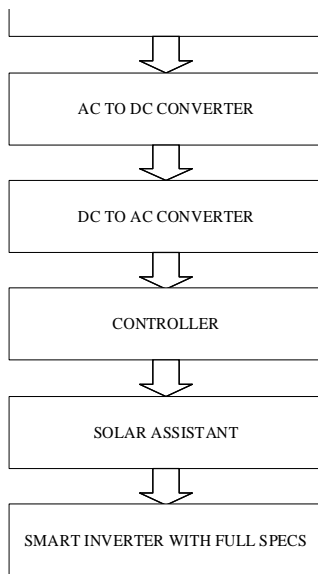 AC TO DC CONVERTER
DC TO AC CONVERTER
CONTROLLER
SOLAR ASSISTANT
SMART INVERTER WITH FULL SPECS